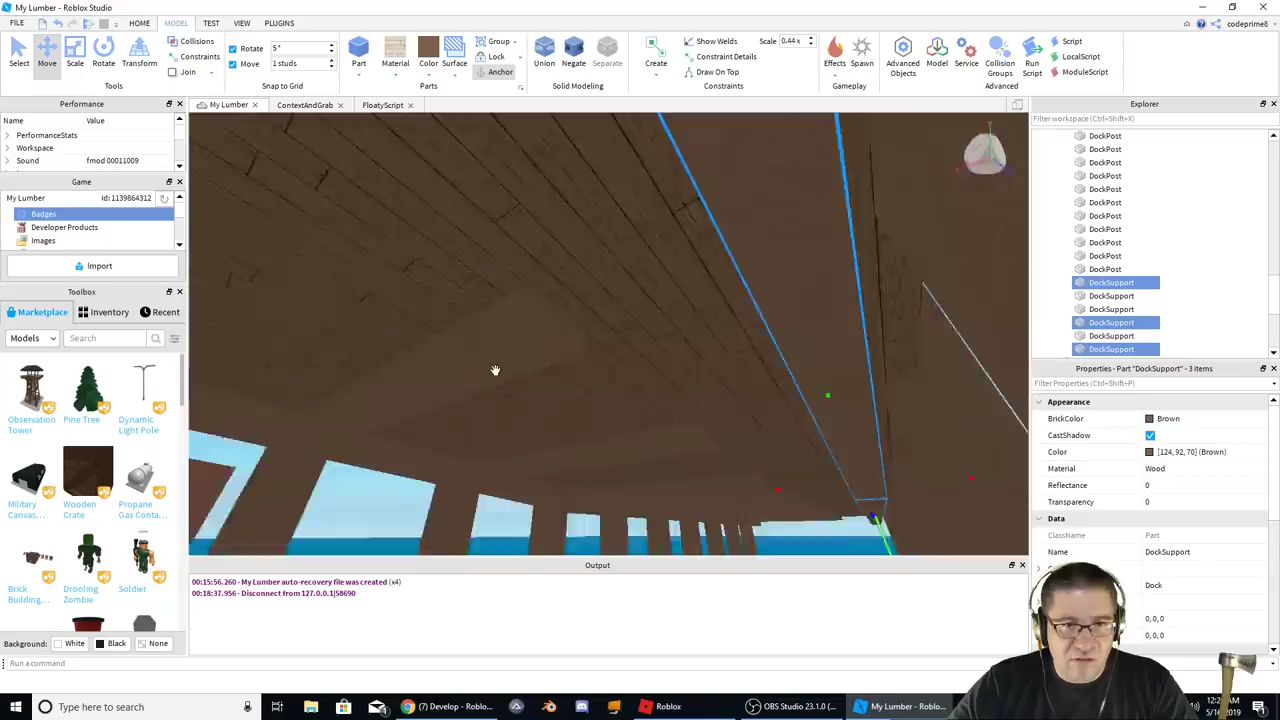 My Lumber - Roblox Studio
FILE HOME MODEL TEST VIEW PLUGINS codeprime8
Select Move Scale Rotate Transform
Collisions
Constraints
Join
Tools
Rotate 5°
Move 1 studs
Snap to Grid
Part Material Color Surface
Group
Lock
Anchor
Parts
Union Negate Separate
Solid Modeling
Create
Show Welds Scale 0.44 x
Constraint Details
Draw On Top
Constraints
Effects Spawn
Gameplay
Advanced Objects Model Service Collision Groups Run Script
Script
LocalScript
ModuleScript
Advanced
Performance
Name Value
PerformanceStats
Workspace
Sound fmod 00011009
Game
My Lumber Id: 1139864312
Badges
Developer Products
Images
Import
Toolbox
Marketplace Inventory Recent
Models Search
Observation Tower
Pine Tree
Dynamic Light Pole
Military Canvas...
Wooden Crate
Propane Gas Conta...
Brick Building...
Drooling Zombie
Soldier
Background: White Black None
My Lumber ContextAndGrab FloatyScript
Output
00:15:56.260 - My Lumber auto-recovery file was created (x4)
00:18:37.956 - Disconnect from 127.0.0.1|58690
Explorer
Filter workspace (Ctrl+Shift+X)
DockPost
DockPost
DockPost
DockPost
DockPost
DockPost
DockPost
DockPost
DockPost
DockPost
DockPost
DockSupport
DockSupport
DockSupport
DockSupport
DockSupport
DockSupport
Properties - Part "DockSupport" - 3 items
Filter Properties (Ctrl+Shift+P)
Appearance
BrickColor Brown
CastShadow
Color [124, 92, 70] (Brown)
Material Wood
Reflectance 0
Transparency 0
Data
ClassName Part
Name DockSupport
Dock
0, 0, 0
0, 0, 0
Run a command
Type here to search
(7) Develop - Roblo...
Roblox
OBS Studio 23.1.0 (...
My Lumber - Roblo...